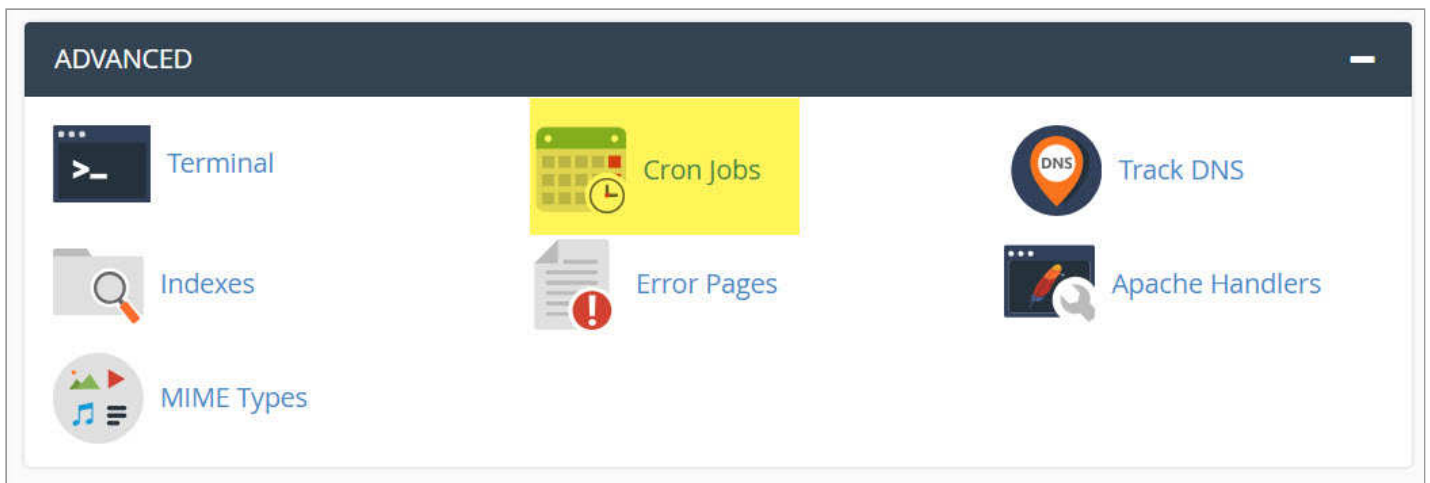 ADVANCED
>_ Terminal
Cron Jobs
DNS Track DNS
Indexes
Error Pages
Apache Handlers
MIME Types